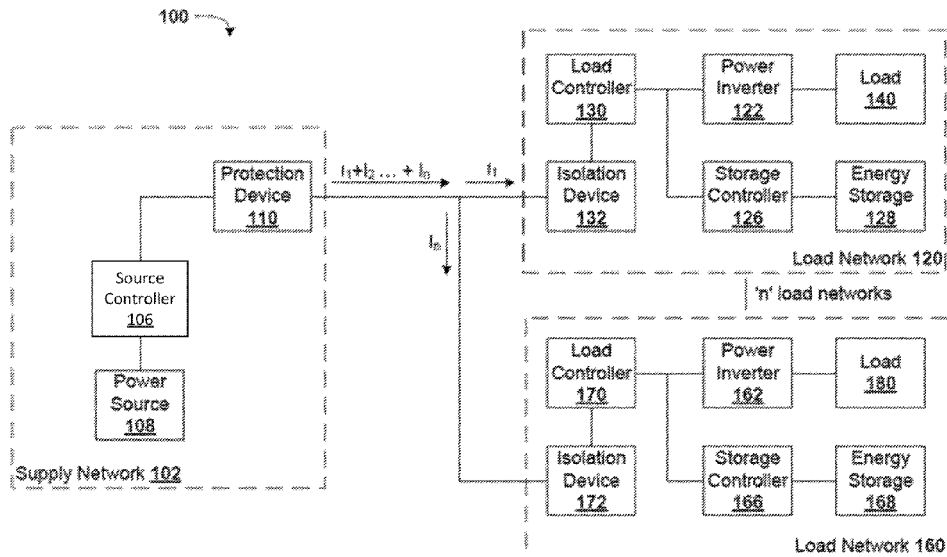 100
Load
Controller
130
Power
Inverter
122
Load
140
Protection
Device
110
I1+I2 ... + In
I1
Isolation
Device
132
Storage
Controller
126
Energy
Storage
128
In
Load Network 120
Source
Controller
106
'n' load networks
Power
Source
108
Load
Controller
170
Power
Inverter
162
Load
180
Supply Network 102
Isolation
Device
172
Storage
Controller
166
Energy
Storage
168
Load Network 160